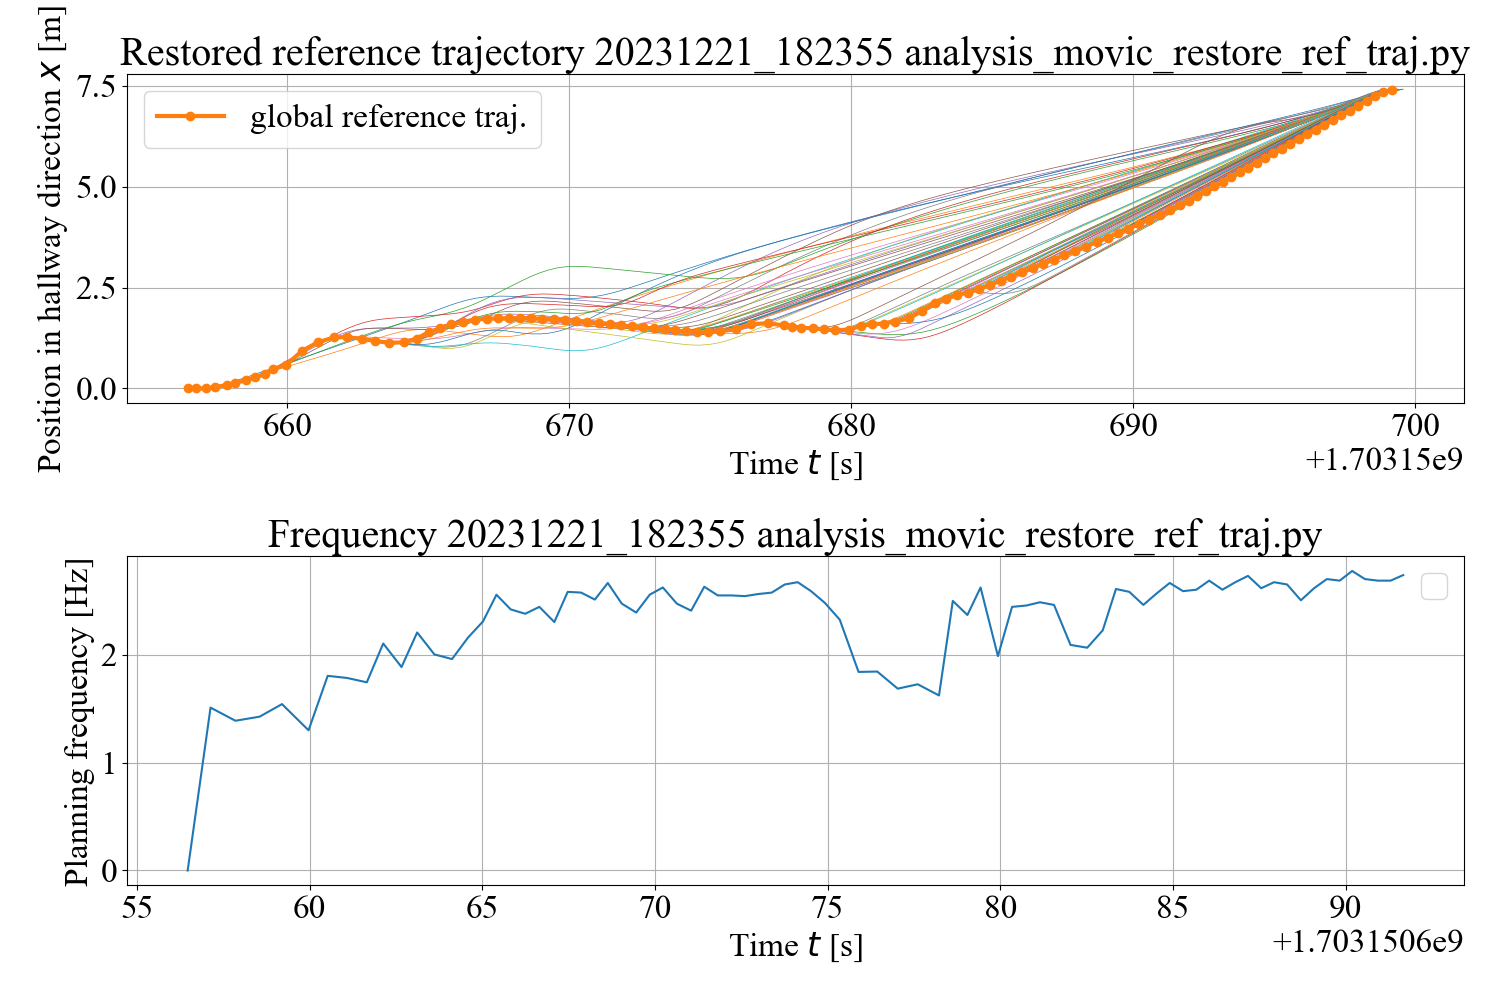 Restored reference trajectory 20231221_182355 analysis_movic_restore_ref_traj.py
Position in hallway direction x [m]
7.5
5.0
2.5
0.0
global reference traj.
660 670 680 690 700
Time t [s]
+1.70315e9
Frequency 20231221_182355 analysis_movic_restore_ref_traj.py
Planning frequency [Hz]
2
1
0
55 60 65 70 75 80 85 90
Time t [s]
+1.7031506e9